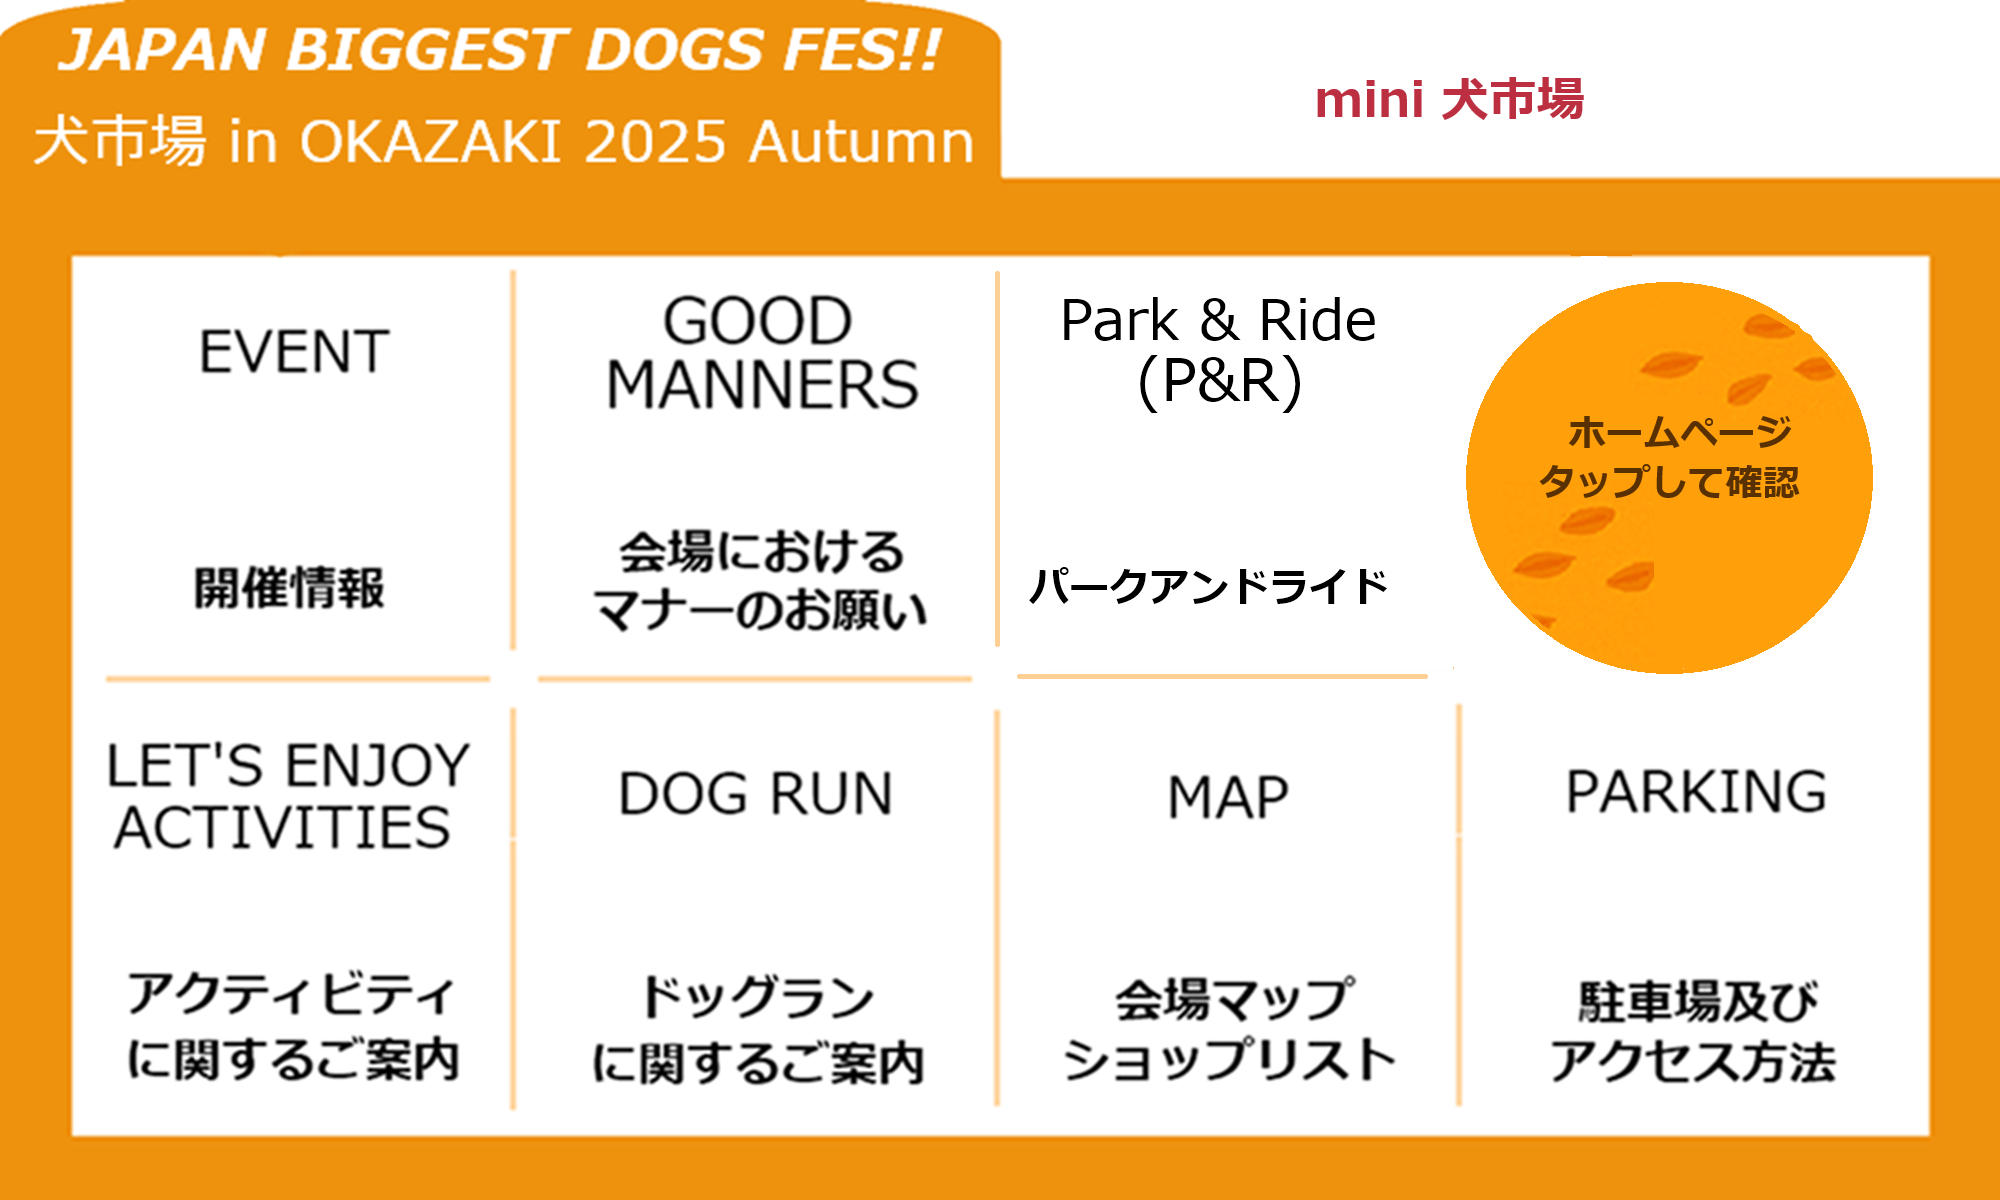 JAPAN BIGGEST DOGS FES!!
犬市場 in OKAZAKI 2025 Autumn
mini 犬市場
EVENT
開催情報
GOOD
MANNERS
会場における
マナーのお願い
Park & Ride
(P&R)
パークアンドライド
ホームページ
タップして確認
LET'S ENJOY
ACTIVITIES
アクティビティ
に関するご案内
DOG RUN
ドッグラン
に関するご案内
MAP
会場マップ
ショップリスト
PARKING
駐車場及び
アクセス方法